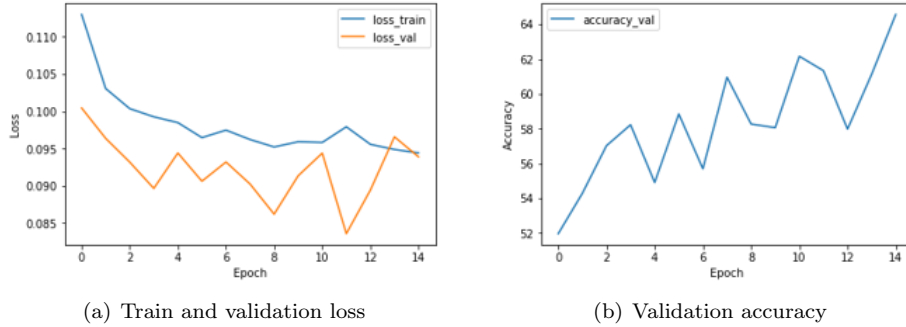 loss_train
loss_val
0.110
0.105
0.100
0.095
0.090
0.085
Loss
0 2 4 6 8 10 12 14
Epoch
(a) Train and validation loss
accuracy_val
64
62
60
58
56
54
52
Accuracy
0 2 4 6 8 10 12 14
Epoch
(b) Validation accuracy